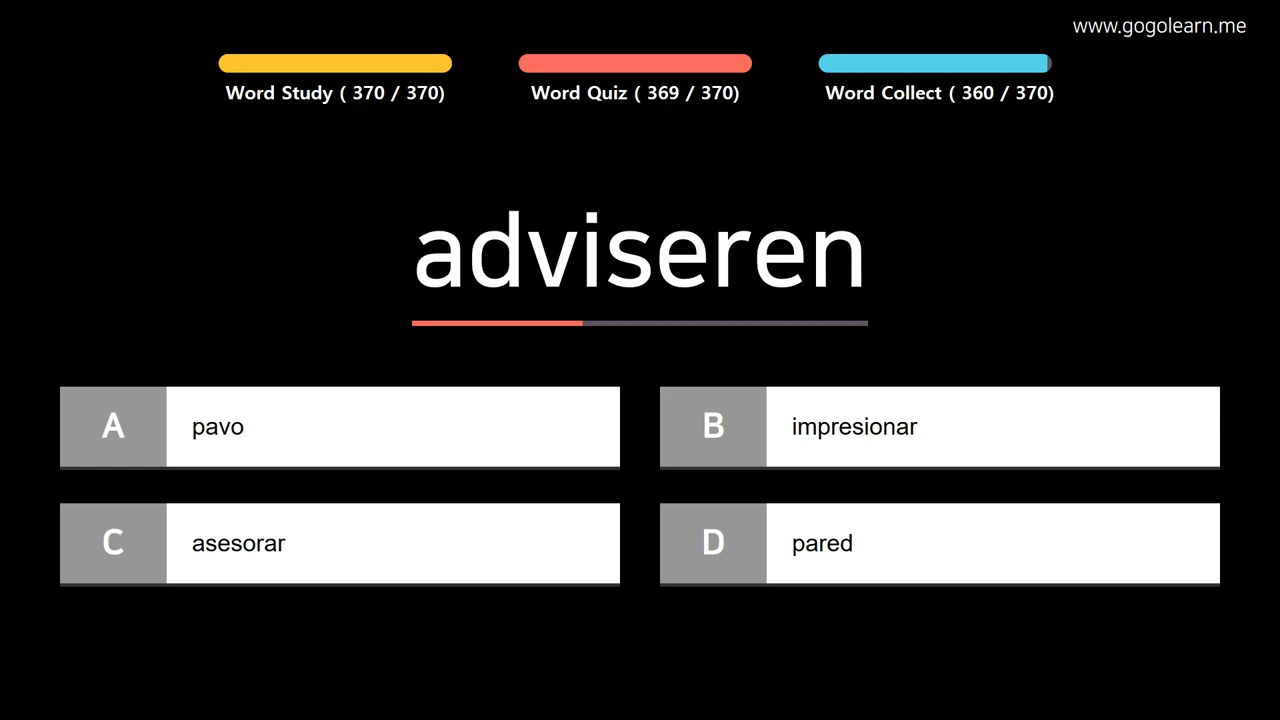 www.gogolearn.me
Word Study ( 370 / 370)
Word Quiz ( 369 / 370)
Word Collect ( 360 / 370)
adviseren
A
pavo
B
impresionar
C
asesorar
D
pared